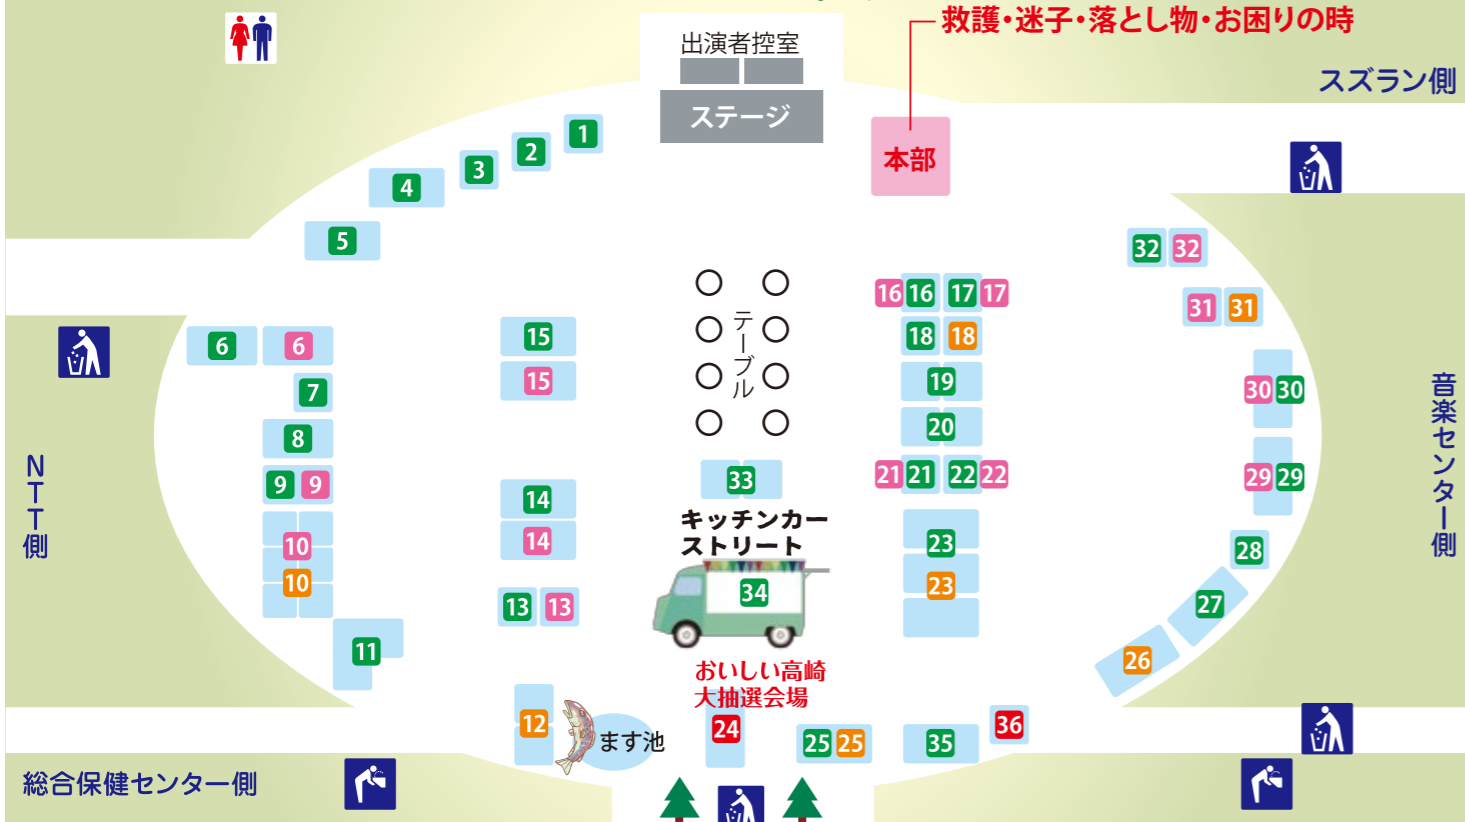 救護・迷子・落とし物・お困りの時
出演者控室
スズラン側
ステージ
本部
1
2
3
4
5
32 32
16 16 17 17
31 31
6 6
15
テーブル
18 18
15
19
30 30
音楽センター側
7
8
20
NTT側
9 9
33
21 21 22 22
29 29
14
キッチンカー
ストリート
14
23
28
10
10
34
23
13 13
27
11
26
おいしい高崎
大抽選会場
12
ます池
24
25 25
35
36
総合保健センター側